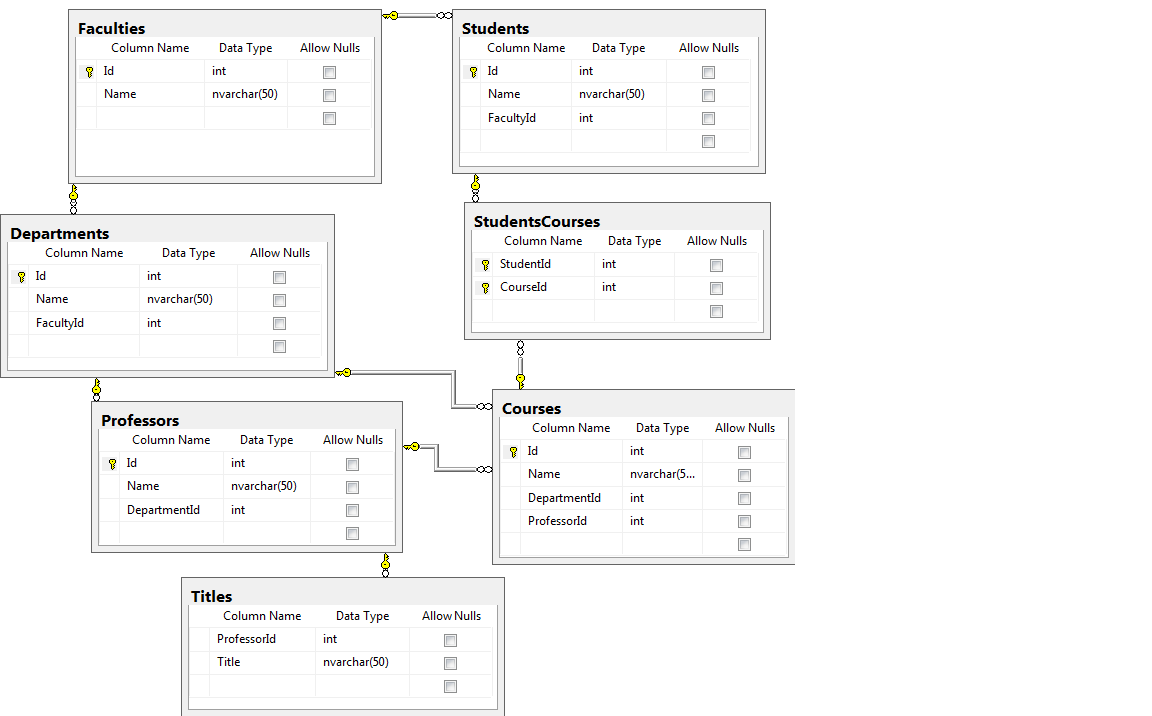 Faculties
Column Name Data Type Allow Nulls
Id int
Name nvarchar(50)
Students
Column Name Data Type Allow Nulls
Id int
Name nvarchar(50)
FacultyId int
Departments
Column Name Data Type Allow Nulls
Id int
Name nvarchar(50)
FacultyId int
StudentsCourses
Column Name Data Type Allow Nulls
StudentId int
CourseId int
Professors
Column Name Data Type Allow Nulls
Id int
Name nvarchar(50)
DepartmentId int
Courses
Column Name Data Type Allow Nulls
Id int
Name nvarchar(5...
DepartmentId int
ProfessorId int
Titles
Column Name Data Type Allow Nulls
ProfessorId int
Title nvarchar(50)